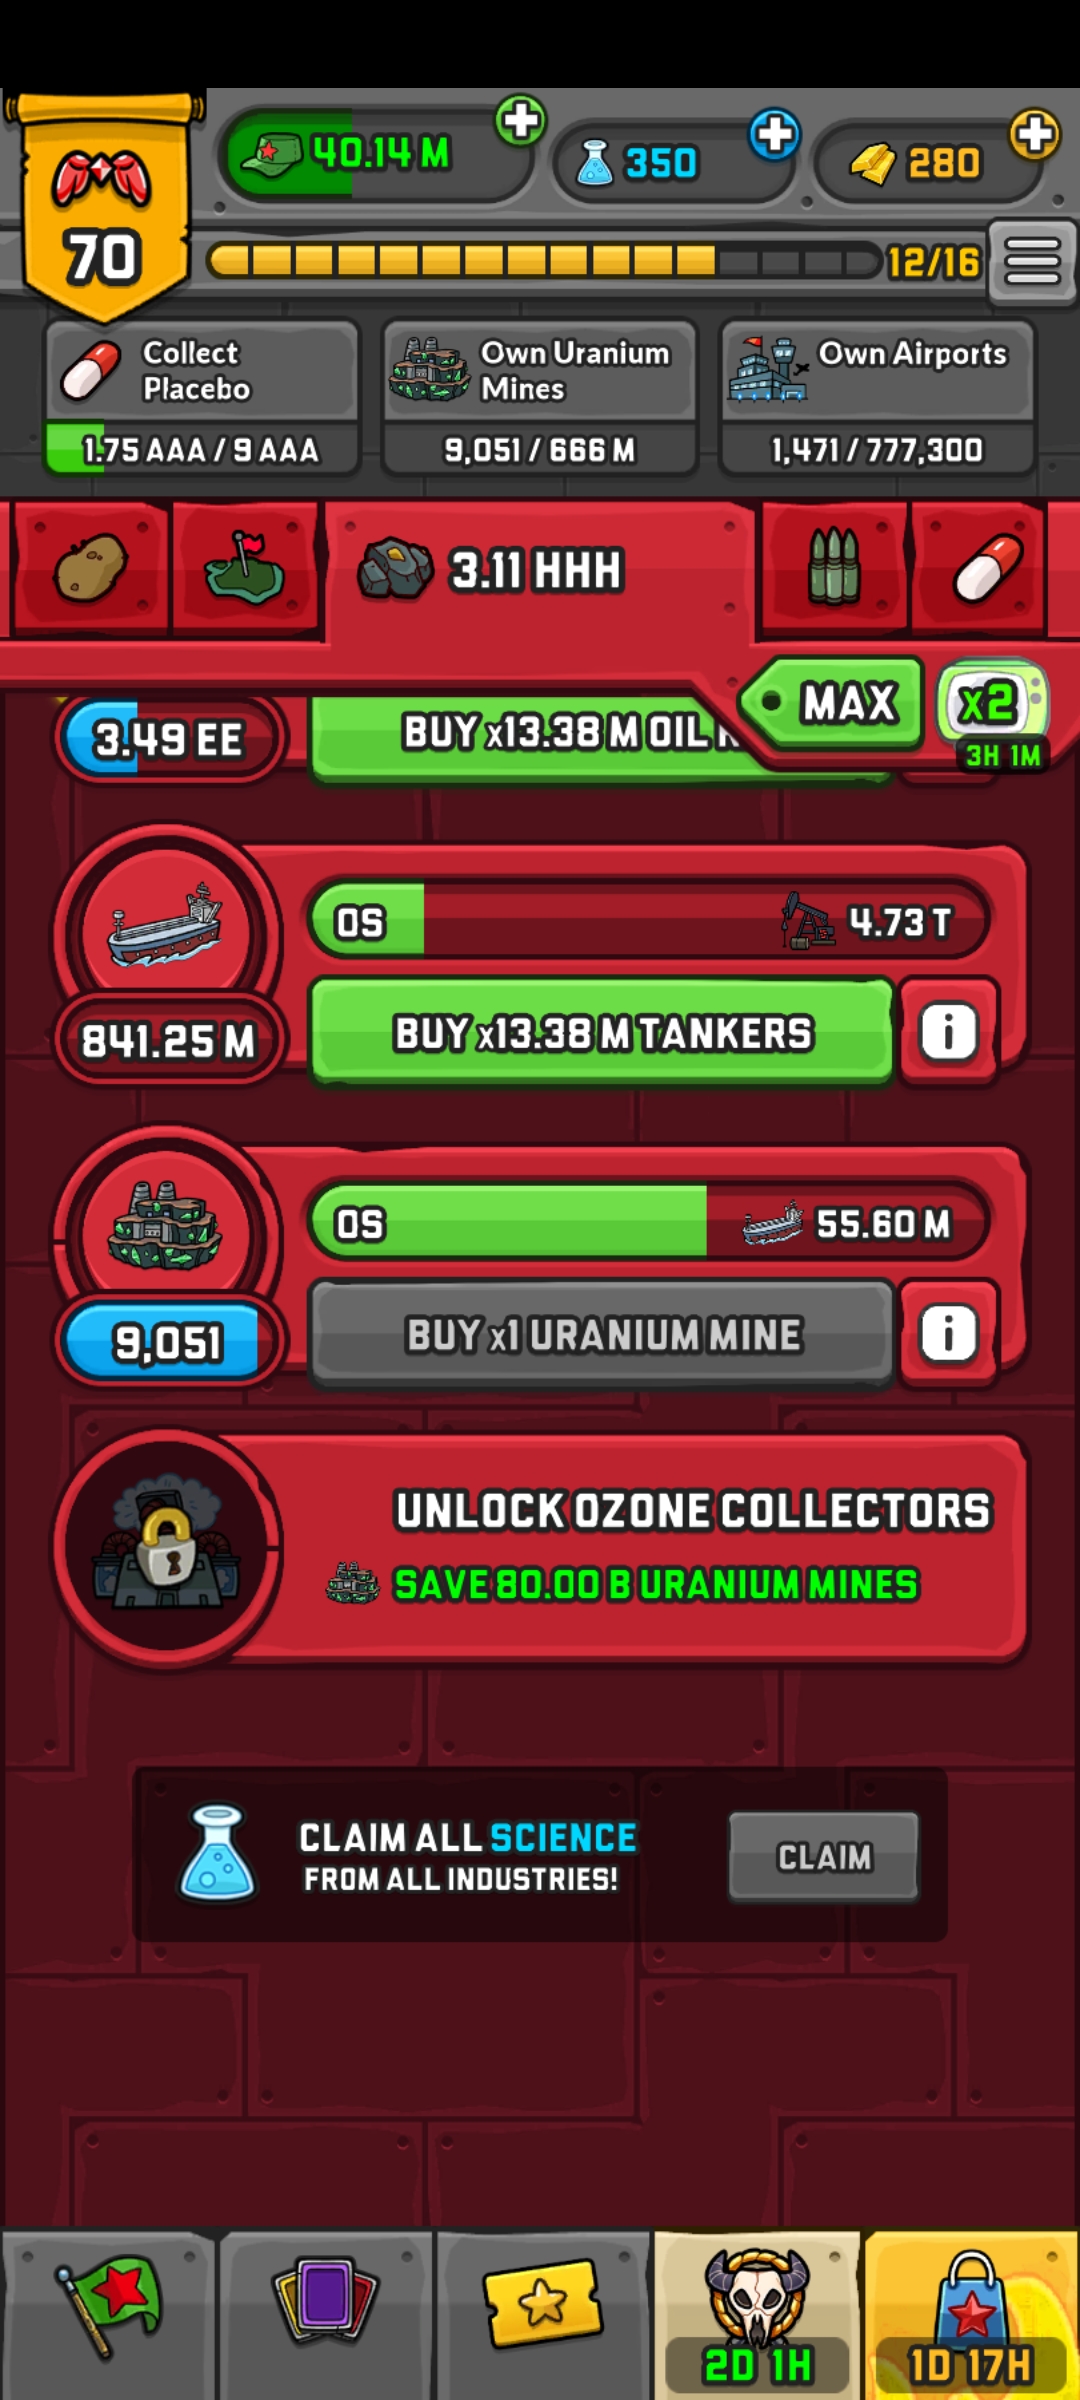 40.14 M
350
280
70
12/16
Collect
Placebo
Own Uranium
Mines
Own Airports
1.75 AAA / 9 AAA
9,051 / 666 M
1,471 / 777,300
3.11 HHH
MAX
x2
3H 1M
3.49 EE
BUY x13.38 M OIL
0S
4.73 T
841.25 M
BUY x13.38 M TANKERS
0S
55.60 M
9,051
BUY x1 URANIUM MINE
UNLOCK OZONE COLLECTORS
SAVE 80.00 B URANIUM MINES
CLAIM ALL SCIENCE
FROM ALL INDUSTRIES!
CLAIM
2D 1H
1D 17H